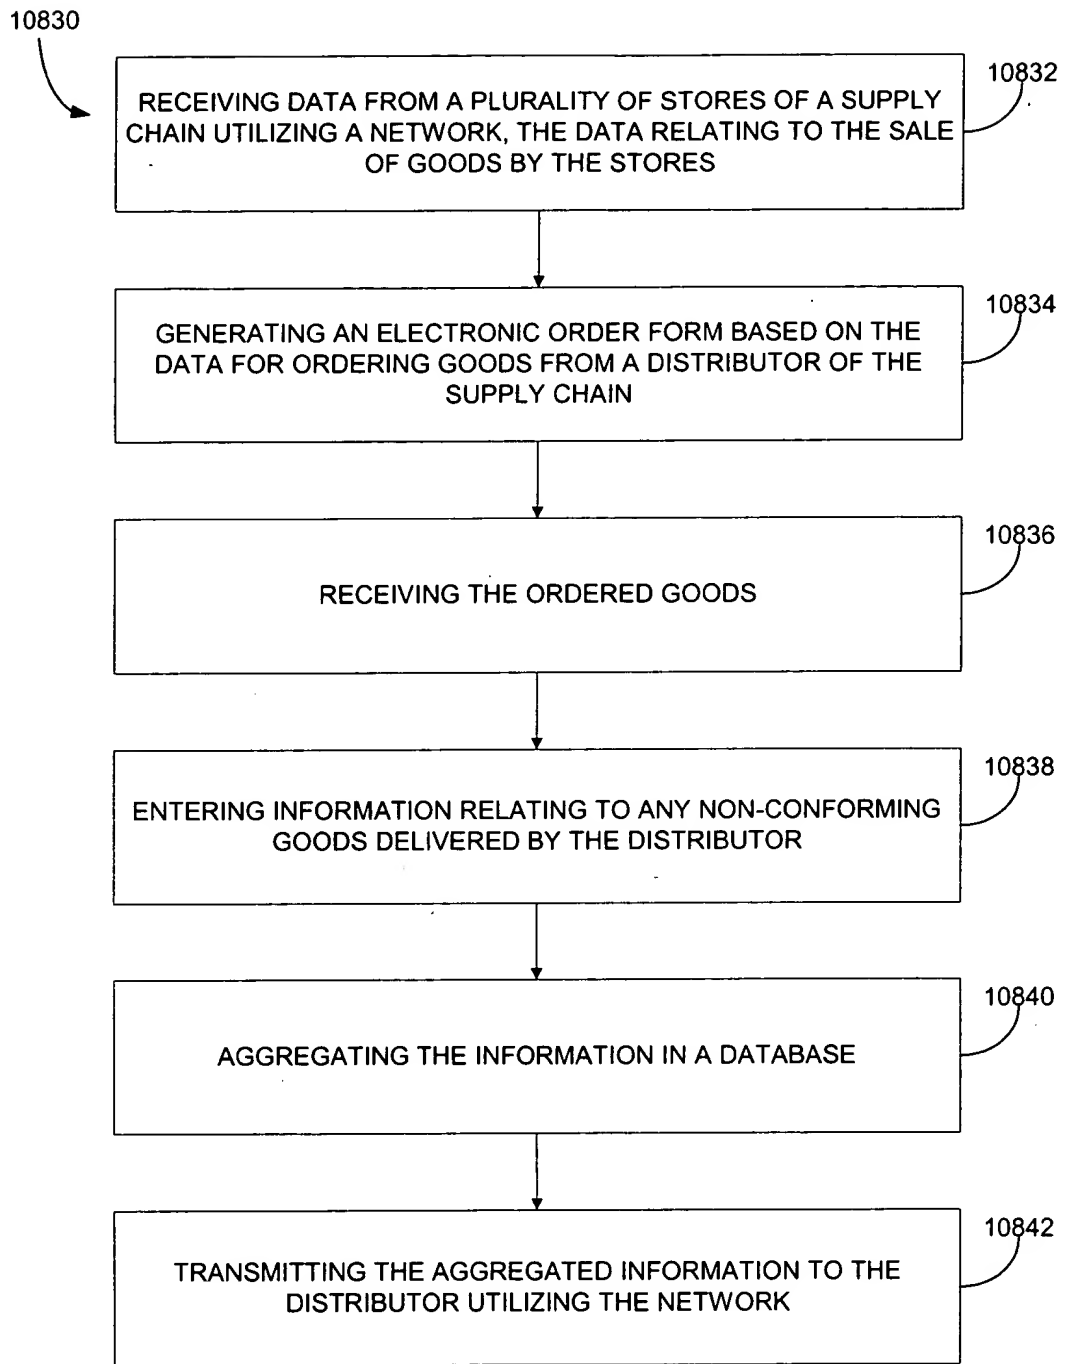 10830
10832
RECEIVING DATA FROM A PLURALITY OF STORES OF A SUPPLY
CHAIN UTILIZING A NETWORK, THE DATA RELATING TO THE SALE
OF GOODS BY THE STORES
10834
GENERATING AN ELECTRONIC ORDER FORM BASED ON THE
DATA FOR ORDERING GOODS FROM A DISTRIBUTOR OF THE
SUPPLY CHAIN
10836
RECEIVING THE ORDERED GOODS
10838
ENTERING INFORMATION RELATING TO ANY NON-CONFORMING
GOODS DELIVERED BY THE DISTRIBUTOR
10840
AGGREGATING THE INFORMATION IN A DATABASE
10842
TRANSMITTING THE AGGREGATED INFORMATION TO THE
DISTRIBUTOR UTILIZING THE NETWORK